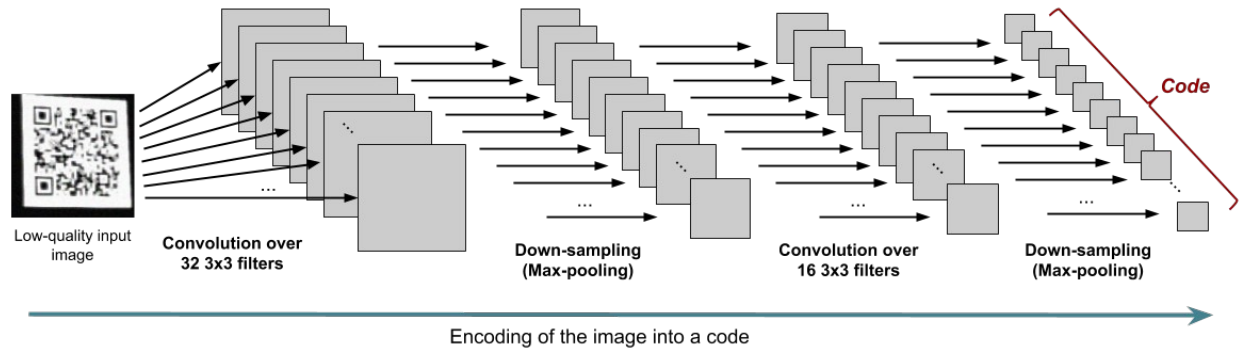 Code
Low-quality input
image
...
Convolution over
32 3x3 filters
...
Down-sampling
(Max-pooling)
...
Convolution over
16 3x3 filters
...
Down-sampling
(Max-pooling)
Encoding of the image into a code